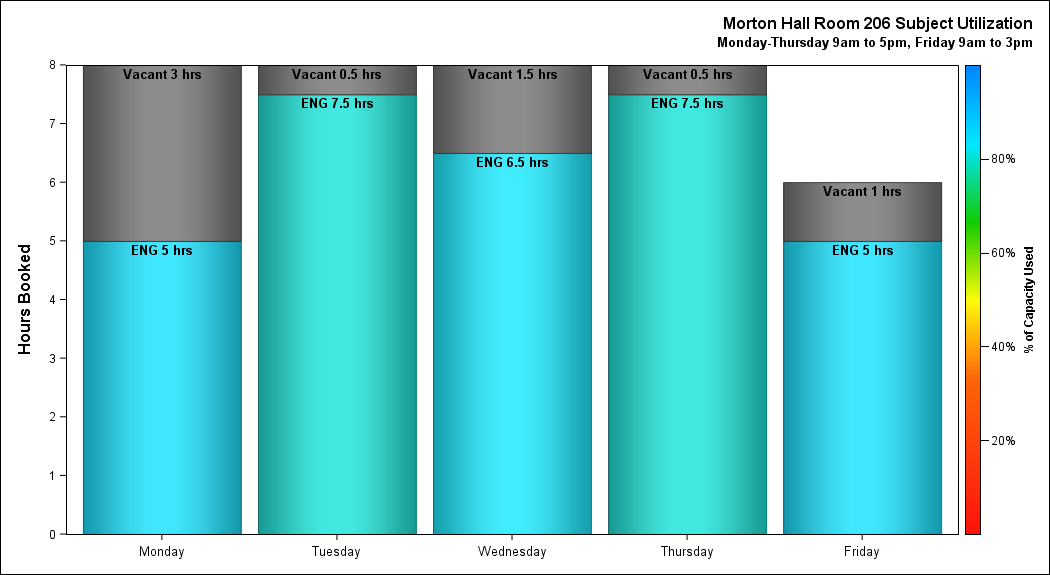 Morton Hall Room 206 Subject Utilization
Monday-Thursday 9am to 5pm, Friday 9am to 3pm
Hours Booked
8
7
6
5
4
3
2
1
0
Vacant 3 hrs
ENG 5 hrs
Vacant 0.5 hrs
ENG 7.5 hrs
Vacant 1.5 hrs
ENG 6.5 hrs
Vacant 0.5 hrs
ENG 7.5 hrs
Vacant 1 hrs
ENG 5 hrs
Monday
Tuesday
Wednesday
Thursday
Friday
80%
60%
40%
20%
% of Capacity Used